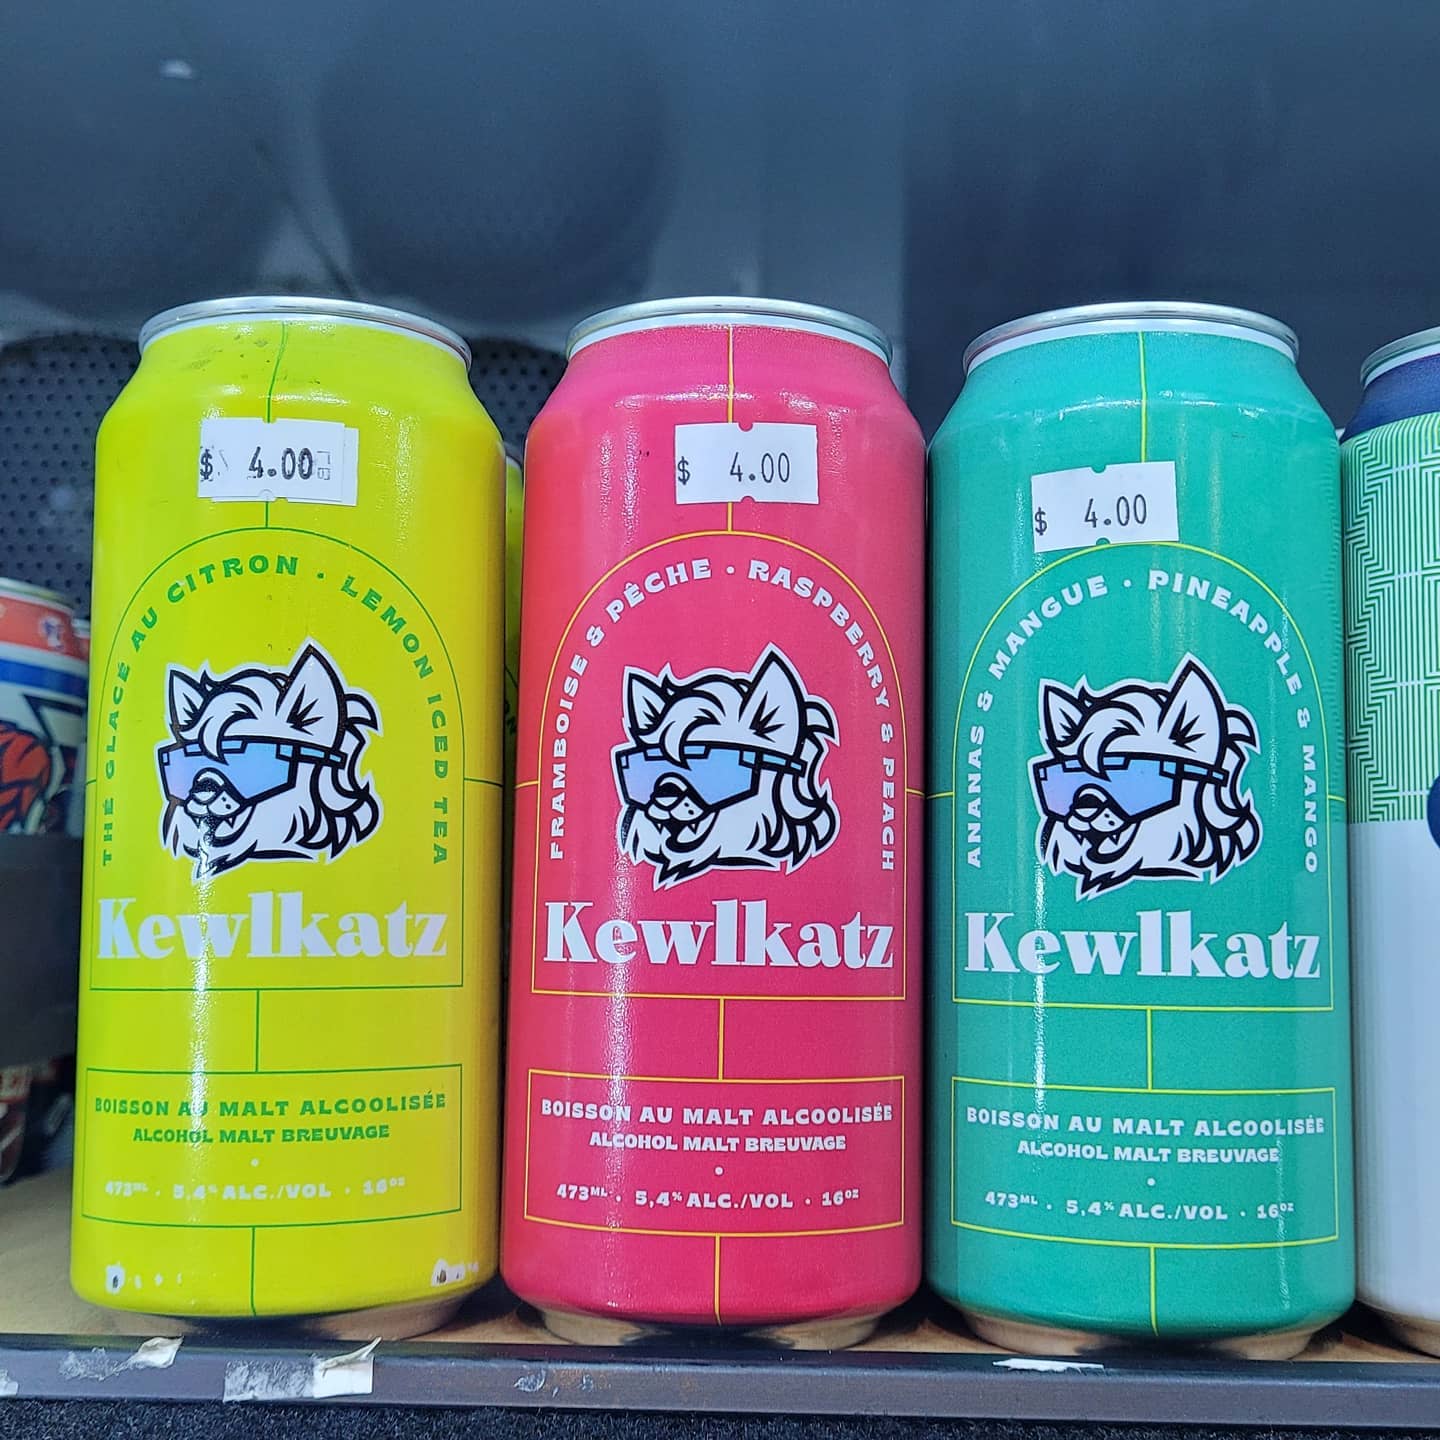 $ 4.00
THÉ GLACÉ AU CITRON · LEMON ICED TEA
Kewlkatz
BOISSON AU MALT ALCOOLISÉE
ALCOHOL MALT BREUVAGE
473ML · 5,4% ALC./VOL · 16OZ
$ 4.00
FRAMBOISE & PÊCHE · RASPBERRY & PEACH
Kewlkatz
BOISSON AU MALT ALCOOLISÉE
ALCOHOL MALT BREUVAGE
473ML · 5,4% ALC./VOL · 16OZ
$ 4.00
ANANAS & MANGUE · PINEAPPLE & MANGO
Kewlkatz
BOISSON AU MALT ALCOOLISÉE
ALCOHOL MALT BREUVAGE
473ML · 5,4% ALC./VOL · 16OZ